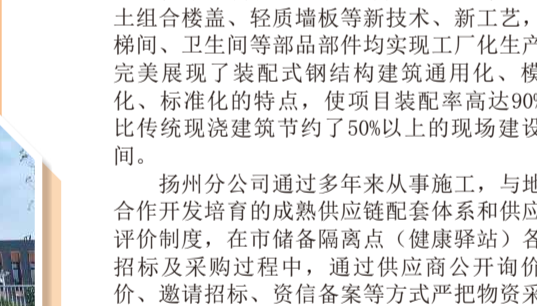 土组合楼盖、轻质墙板等新技术、新工艺，
梯间、卫生间等部品部件均实现工厂化生产
完美展现了装配式钢结构建筑通用化、模
化、标准化的特点，使项目装配率高达90%
比传统现浇建筑节约了50%以上的现场建设
间。
扬州分公司通过多年来从事施工，与地
合作开发培育的成熟供应链配套体系和供应
评价制度，在市储备隔离点（健康驿站）各
招标及采购过程中，通过供应商公开询价
价、邀请招标、资信备案等方式严把物资采